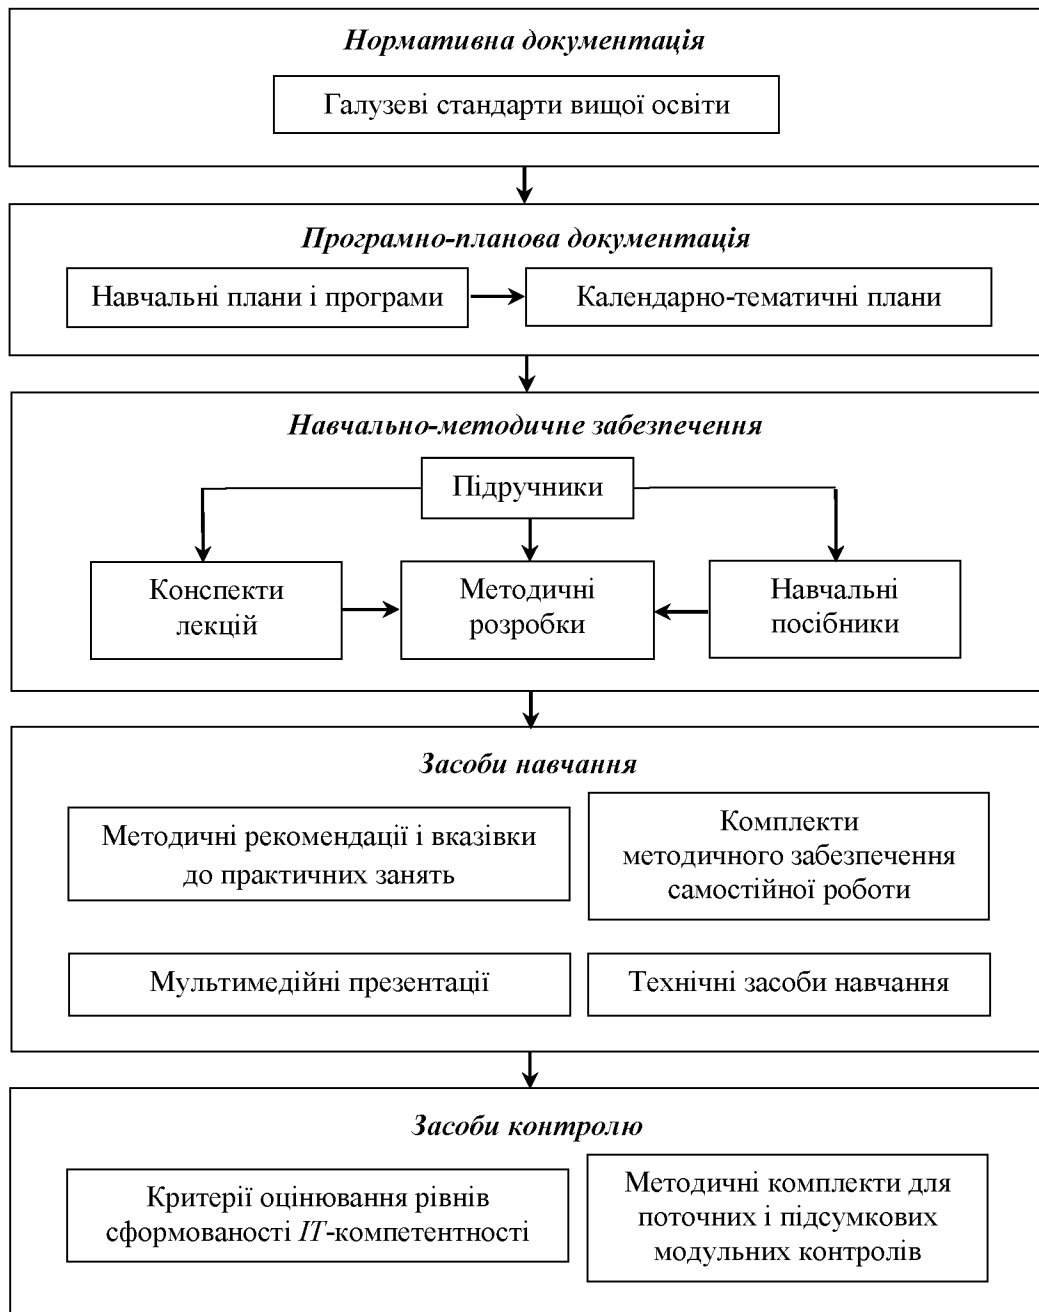 Нормативна документація
Галузеві стандарти вищої освіти
Програмно-планова документація
Навчальні плани і програми
Календарно-тематичні плани
Навчально-методичне забезпечення
Підручники
Конспекти
лекцій
Методичні
розробки
Навчальні
посібники
Засоби навчання
Методичні рекомендації і вказівки
до практичних занять
Комплекти
методичного забезпечення
самостійної роботи
Мультимедійні презентації
Технічні засоби навчання
Засоби контролю
Критерії оцінювання рівнів
сформованості ІТ-компетентності
Методичні комплекти для
поточних і підсумкових
модульних контролів